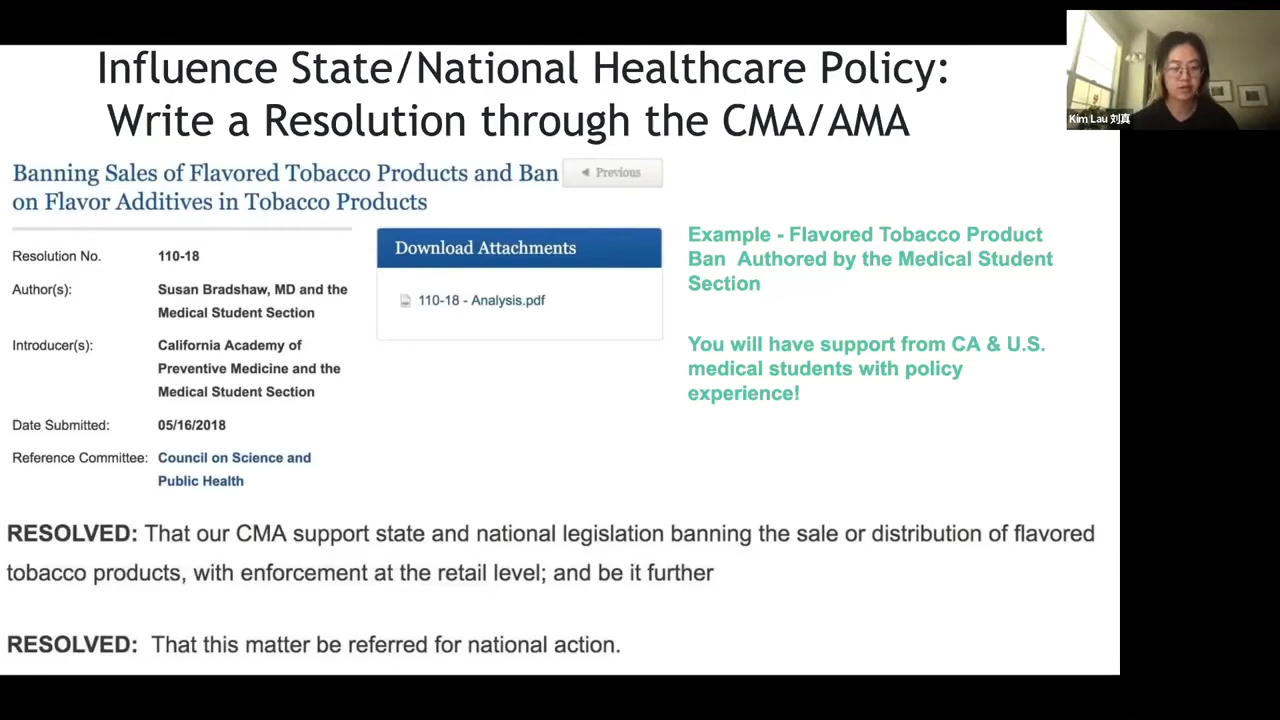 Influence State/National Healthcare Policy:
Write a Resolution through the CMA/AMA
Kim Lau 刘真
Banning Sales of Flavored Tobacco Products and Ban
on Flavor Additives in Tobacco Products
◄ Previous
Resolution No. 110-18
Author(s): Susan Bradshaw, MD and the
Medical Student Section
Introducer(s): California Academy of
Preventive Medicine and the
Medical Student Section
Date Submitted: 05/16/2018
Reference Committee: Council on Science and
Public Health
Download Attachments
110-18 - Analysis.pdf
Example - Flavored Tobacco Product
Ban Authored by the Medical Student
Section
You will have support from CA & U.S.
medical students with policy
experience!
RESOLVED: That our CMA support state and national legislation banning the sale or distribution of flavored
tobacco products, with enforcement at the retail level; and be it further
RESOLVED: That this matter be referred for national action.